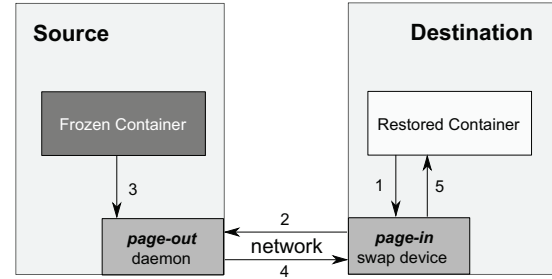 Source
Destination
Frozen Container
Restored Container
3
1
5
2
page-out
daemon
network
4
page-in
swap device